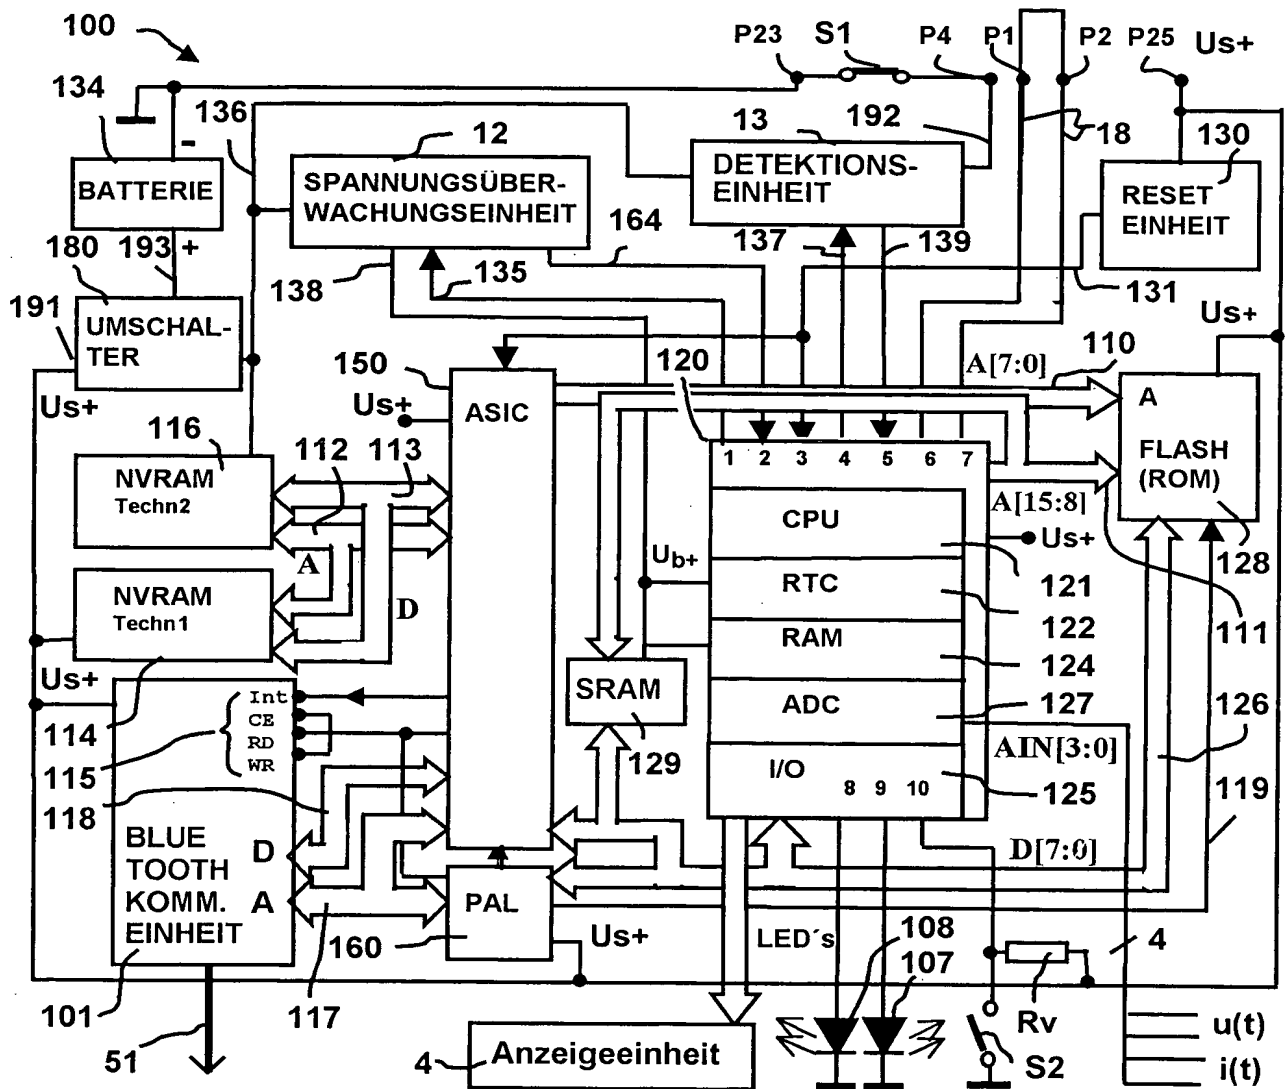 100
P23
S1
P4
P1
P2
P25
Us+
134
136
12
13
192
18
130
-
BATTERIE
SPANNUNGSÜBER-
WACHUNGSEINHEIT
DETEKTIONS-
EINHEIT
RESET
EINHEIT
193
+
164
137
139
180
138
135
131
191
UMSCHAL-
TER
Us+
150
120
A[7:0]
110
Us+
Us+
ASIC
A
FLASH
(ROM)
116
112
113
1
2
3
4
5
6
7
NVRAM
Techn2
A[15:8]
CPU
Us+
128
A
Ub+
121
NVRAM
Techn1
D
RTC
122
111
RAM
124
Us+
SRAM
ADC
127
126
114
Int
CE
RD
WR
115
129
AIN[3:0]
119
I/O
8
9
10
125
118
BLUE
TOOTH
KOMM.
EINHEIT
D
A
D[7:0]
PAL
160
Us+
LED´s
108
107
4
101
117
Rv
u(t)
51
4
Anzeigeeinheit
S2
i(t)